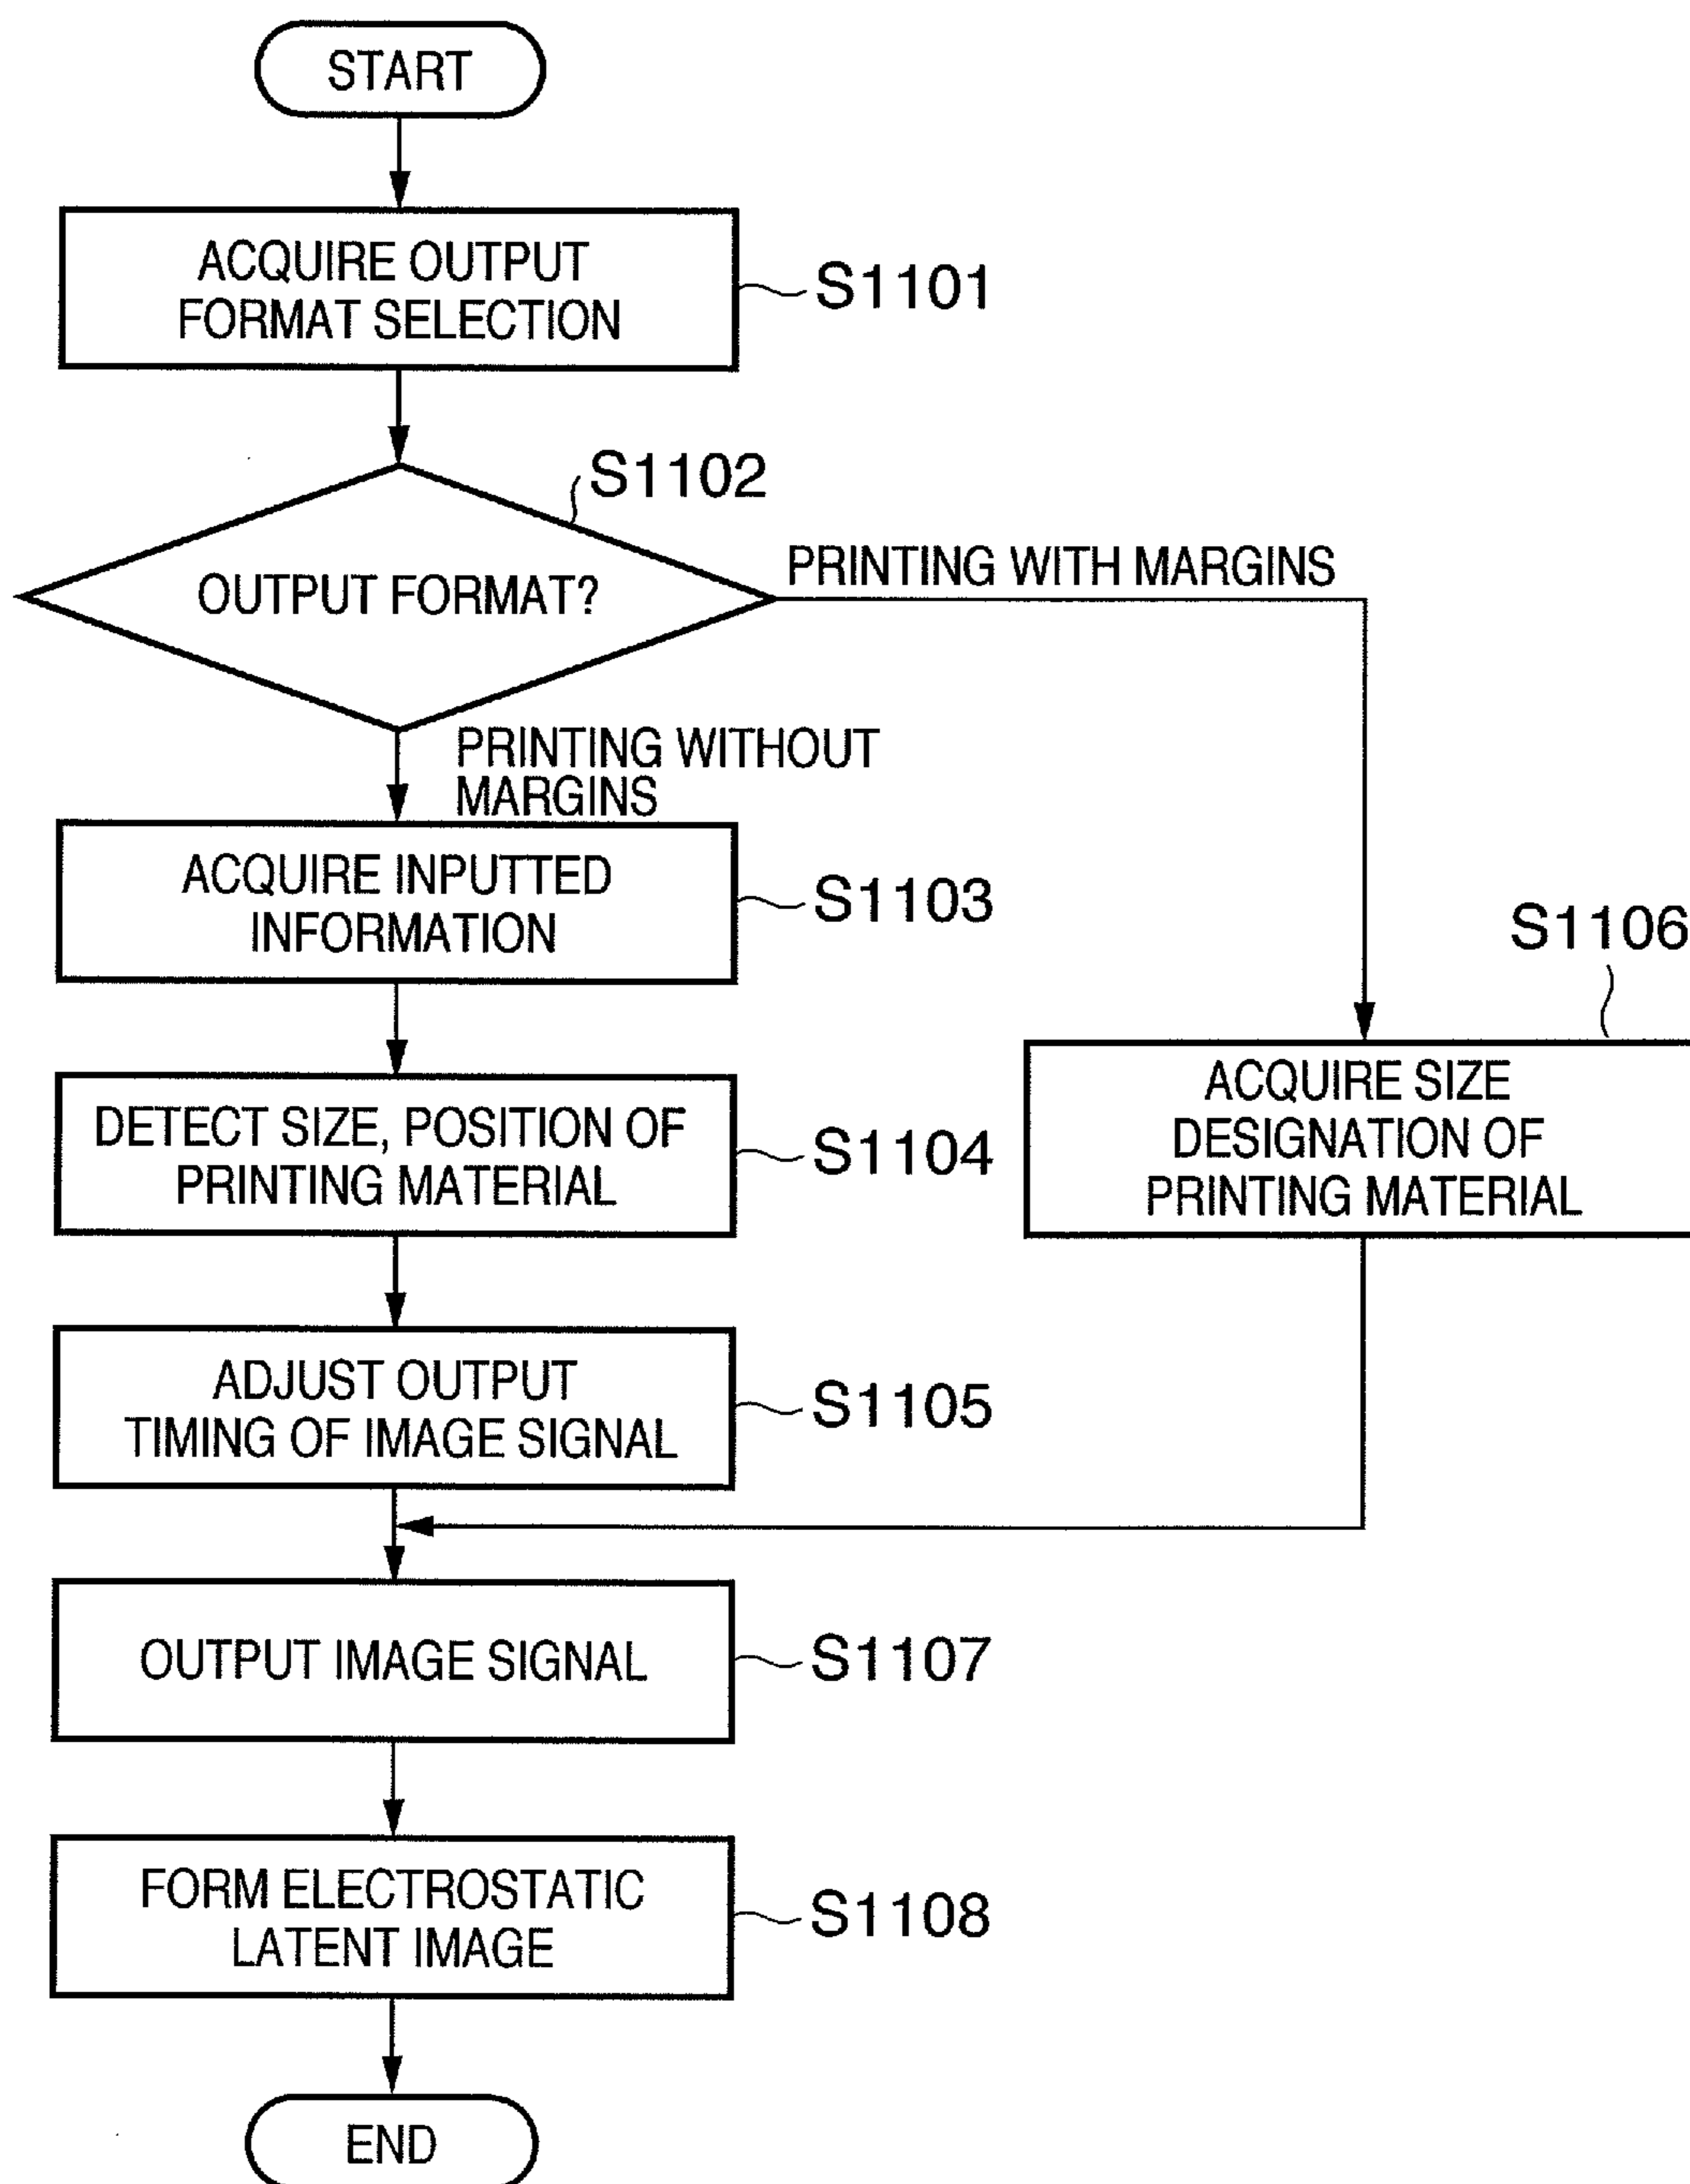 START
ACQUIRE OUTPUT
FORMAT SELECTION
S1101
S1102
OUTPUT FORMAT?
PRINTING WITH MARGINS
PRINTING WITHOUT
MARGINS
ACQUIRE INPUTTED
INFORMATION
S1103
S1106
ACQUIRE SIZE
DESIGNATION OF
PRINTING MATERIAL
DETECT SIZE, POSITION OF
PRINTING MATERIAL
S1104
ADJUST OUTPUT
TIMING OF IMAGE SIGNAL
S1105
OUTPUT IMAGE SIGNAL
S1107
FORM ELECTROSTATIC
LATENT IMAGE
S1108
END